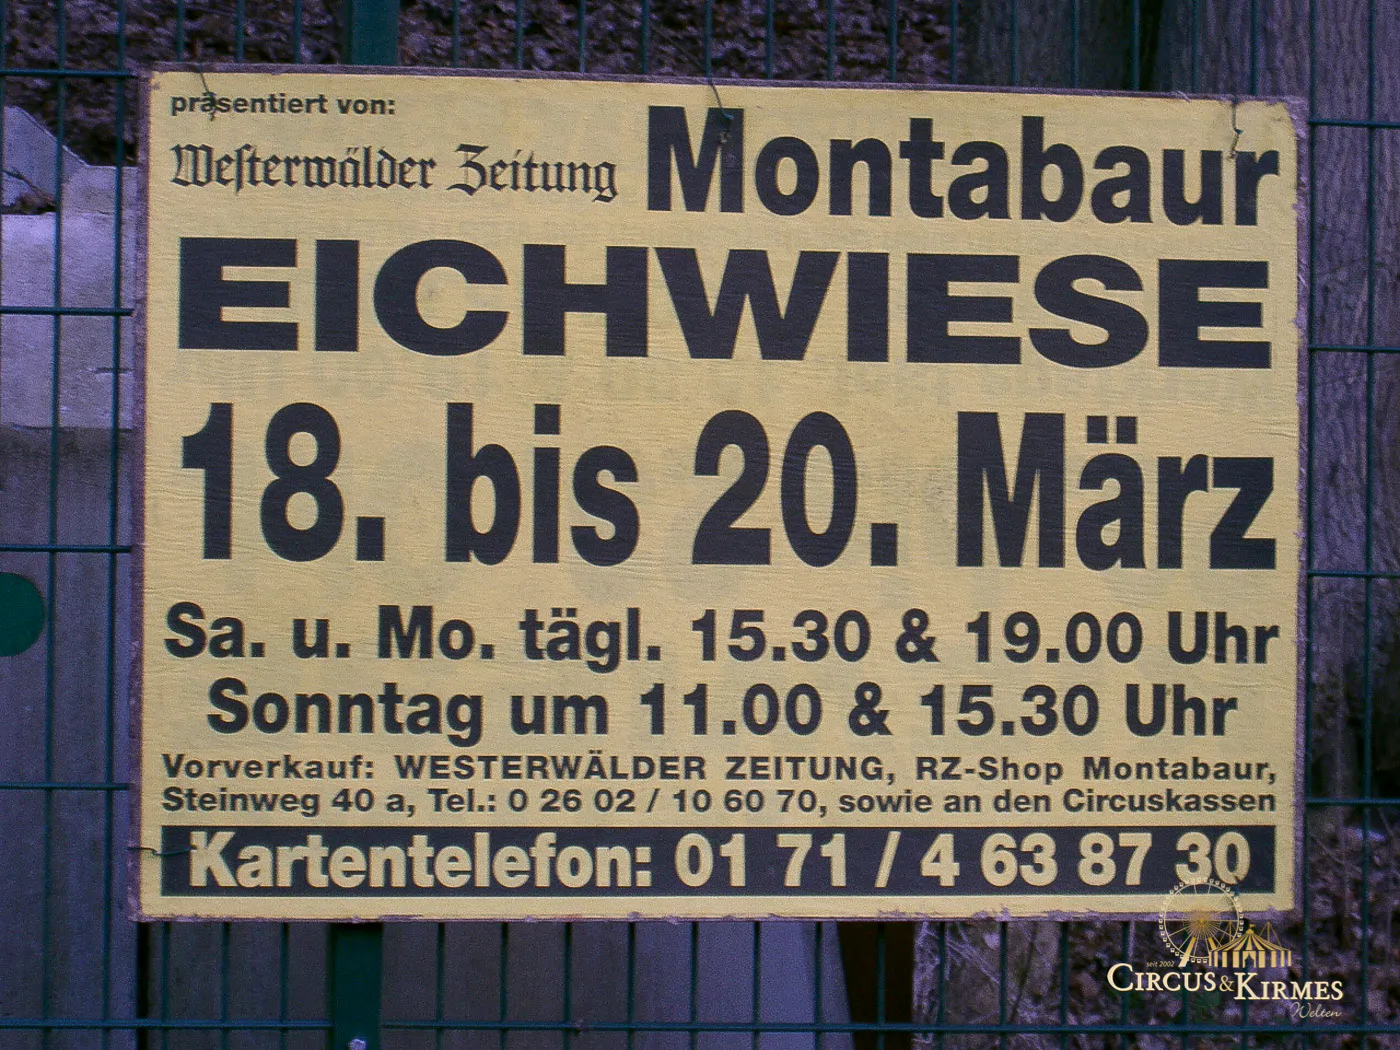 präsentiert von:
Westerwälder Zeitung Montabaur
EICHWIESE
18. bis 20. März
Sa. u. Mo. tägl. 15.30 & 19.00 Uhr
Sonntag um 11.00 & 15.30 Uhr
Vorverkauf: WESTERWÄLDER ZEITUNG, RZ-Shop Montabaur,
Steinweg 40 a, Tel.: 0 26 02 / 10 60 70, sowie an den Circuskassen
Kartentelefon: 01 71 / 4 63 87 30
seit 2002
CIRCUS & KIRMES
Welten